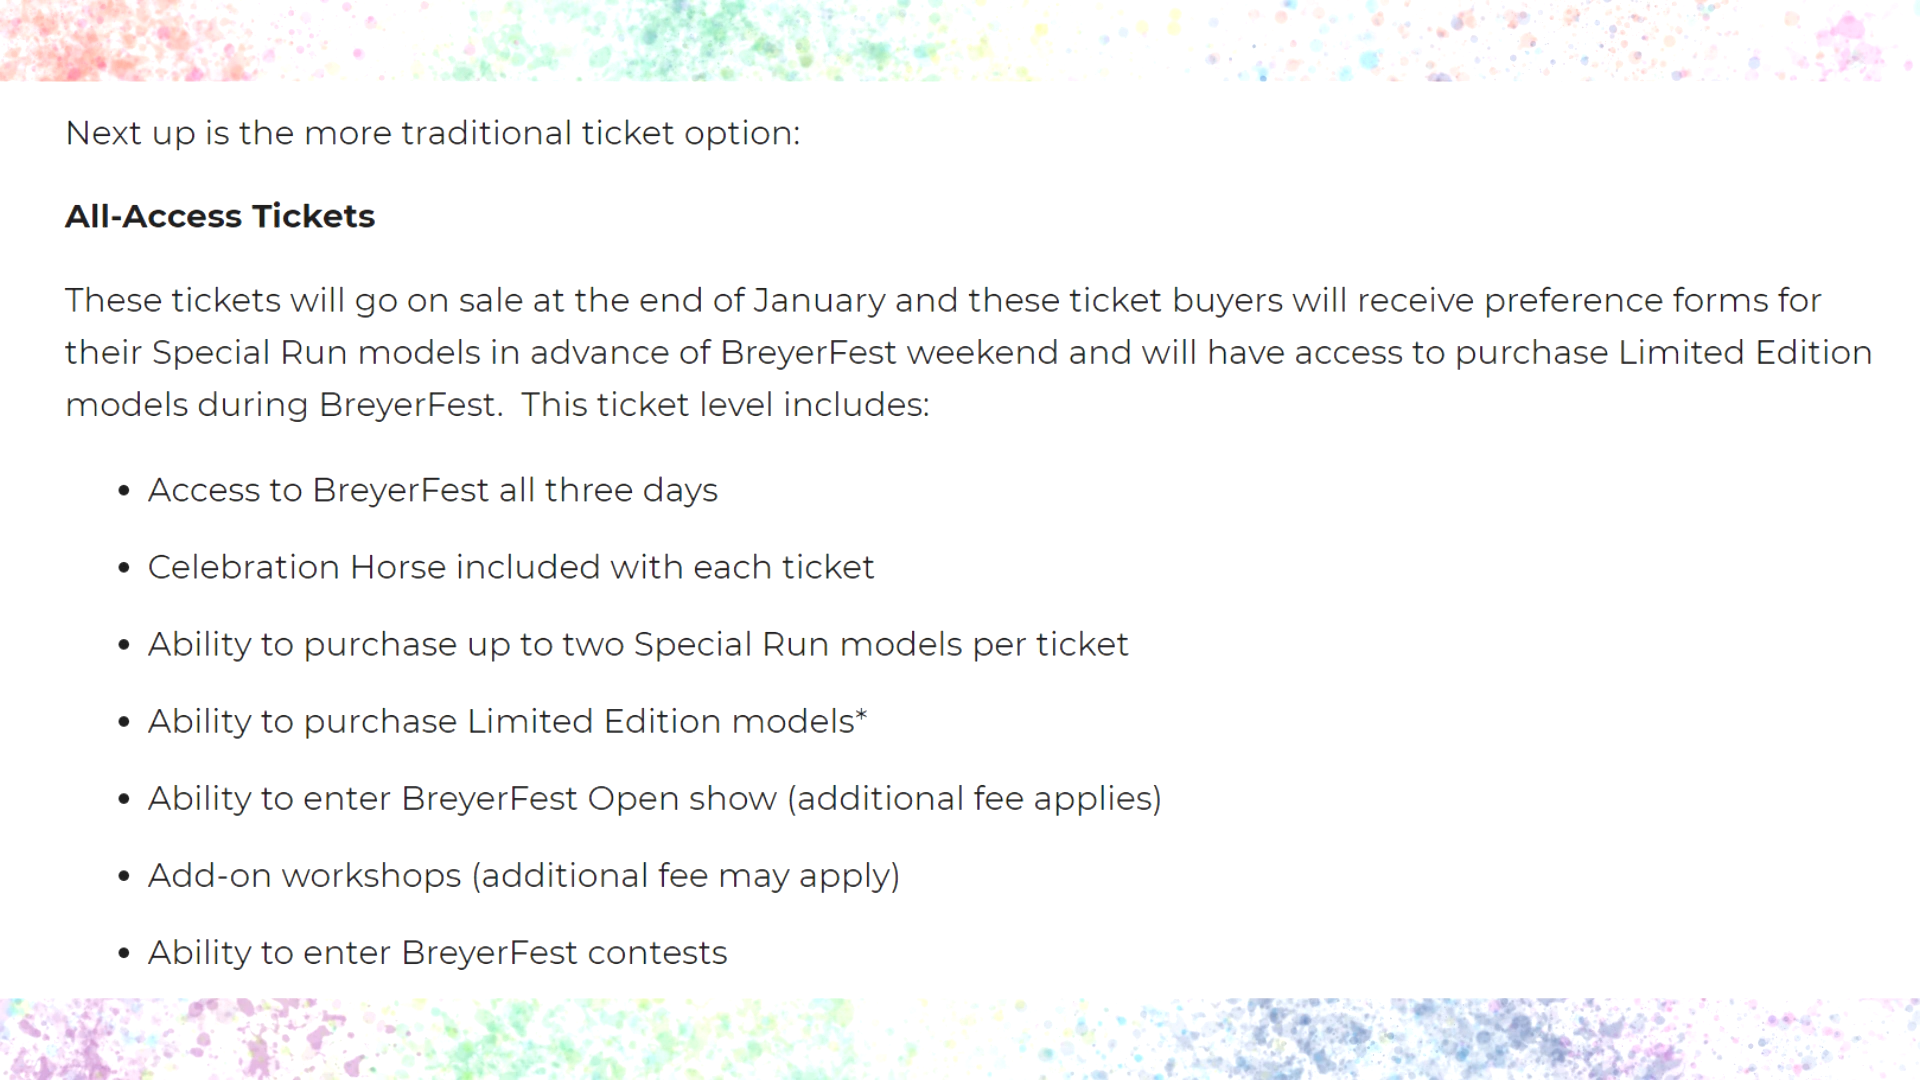 Next up is the more traditional ticket option:
All-Access Tickets
These tickets will go on sale at the end of January and these ticket buyers will receive preference forms for
their Special Run models in advance of BreyerFest weekend and will have access to purchase Limited Edition
models during BreyerFest.  This ticket level includes:
• Access to BreyerFest all three days
• Celebration Horse included with each ticket
• Ability to purchase up to two Special Run models per ticket
• Ability to purchase Limited Edition models*
• Ability to enter BreyerFest Open show (additional fee applies)
• Add-on workshops (additional fee may apply)
• Ability to enter BreyerFest contests